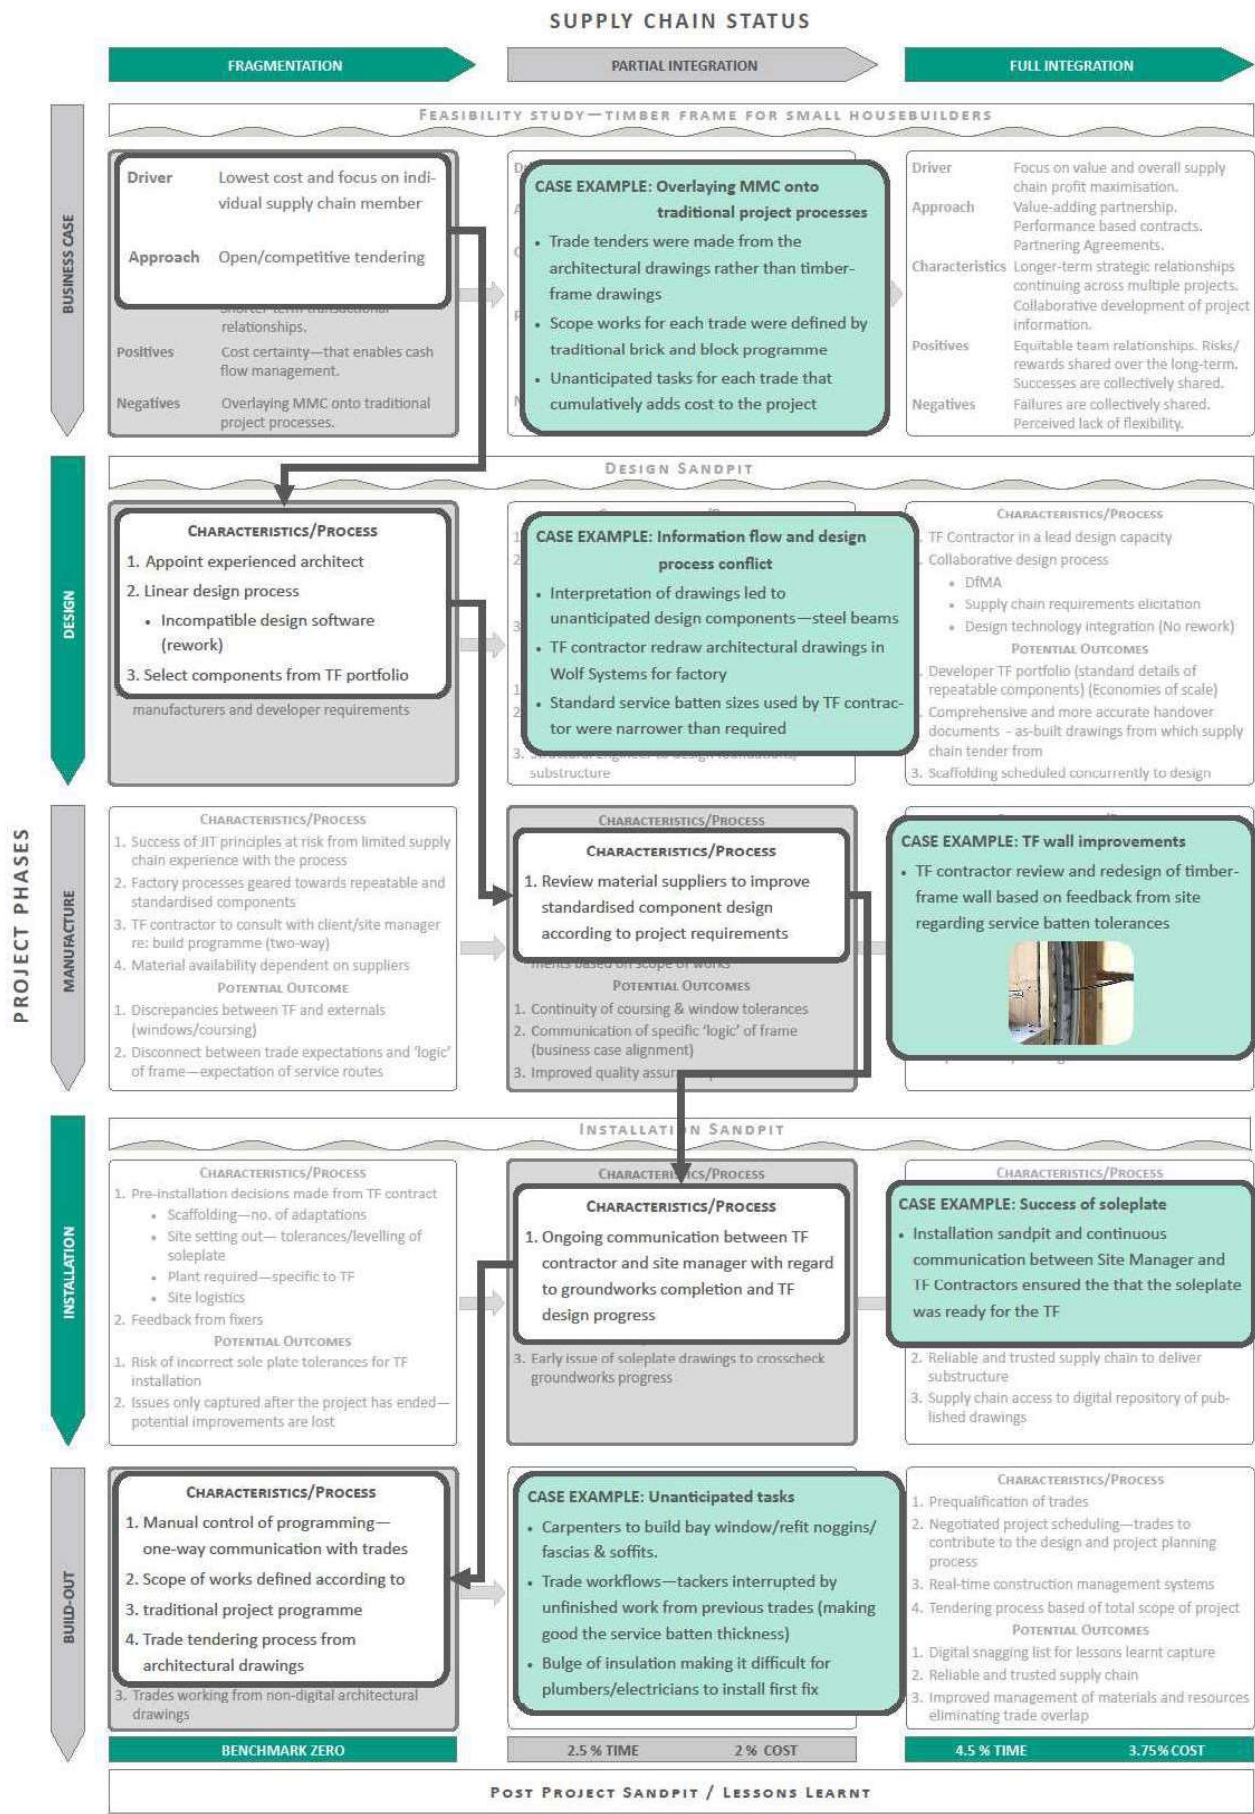 SUPPLY CHAIN STATUS
FRAGMENTATION
PARTIAL INTEGRATION
FULL INTEGRATION
PROJECT PHASES
BUSINESS CASE
FEASIBILITY STUDY—TIMBER FRAME FOR SMALL HOUSEBUILDERS
Driver Lowest cost and focus on indi-
vidual supply chain member
Approach Open/competitive tendering
relationships.
Positives Cost certainty—that enables cash
flow management.
Negatives Overlaying MMC onto traditional
project processes.
CASE EXAMPLE: Overlaying MMC onto
traditional project processes
• Trade tenders were made from the
architectural drawings rather than timber-
frame drawings
• Scope works for each trade were defined by
traditional brick and block programme
• Unanticipated tasks for each trade that
cumulatively adds cost to the project
Driver Focus on value and overall supply
chain profit maximisation.
Approach Value-adding partnership.
Performance based contracts.
Partnering Agreements.
Characteristics Longer-term strategic relationships
continuing across multiple projects.
Collaborative development of project
information.
Positives Equitable team relationships. Risks/
rewards shared over the long-term.
Successes are collectively shared.
Negatives Failures are collectively shared.
Perceived lack of flexibility.
DESIGN
DESIGN SANDPIT
CHARACTERISTICS/PROCESS
1. Appoint experienced architect
2. Linear design process
• Incompatible design software
(rework)
3. Select components from TF portfolio
manufacturers and developer requirements
CASE EXAMPLE: Information flow and design
process conflict
• Interpretation of drawings led to
unanticipated design components—steel beams
• TF contractor redraw architectural drawings in
Wolf Systems for factory
• Standard service batten sizes used by TF contrac-
tor were narrower than required
substructure
CHARACTERISTICS/PROCESS
TF Contractor in a lead design capacity
Collaborative design process
• DfMA
• Supply chain requirements elicitation
• Design technology integration (No rework)
POTENTIAL OUTCOMES
Developer TF portfolio (standard details of
repeatable components) (Economies of scale)
Comprehensive and more accurate handover
documents - as-built drawings from which supply
chain tender from
3. Scaffolding scheduled concurrently to design
MANUFACTURE
CHARACTERISTICS/PROCESS
1. Success of JIT principles at risk from limited supply
chain experience with the process
2. Factory processes geared towards repeatable and
standardised components
3. TF contractor to consult with client/site manager
re: build programme (two-way)
4. Material availability dependent on suppliers
POTENTIAL OUTCOME
1. Discrepancies between TF and externals
(windows/coursing)
2. Disconnect between trade expectations and ‘logic’
of frame—expectation of service routes
CHARACTERISTICS/PROCESS
CHARACTERISTICS/PROCESS
1. Review material suppliers to improve
standardised component design
according to project requirements
ments based on scope of works
POTENTIAL OUTCOMES
1. Continuity of coursing & window tolerances
2. Communication of specific ‘logic’ of frame
(business case alignment)
3. Improved quality
CASE EXAMPLE: TF wall improvements
• TF contractor review and redesign of timber-
frame wall based on feedback from site
regarding service batten tolerances
INSTALLATION
INSTALLATION SANDPIT
CHARACTERISTICS/PROCESS
1. Pre-installation decisions made from TF contract
• Scaffolding—no. of adaptations
• Site setting out— tolerances/levelling of
soleplate
• Plant required—specific to TF
• Site logistics
2. Feedback from fixers
POTENTIAL OUTCOMES
1. Risk of incorrect sole plate tolerances for TF
installation
2. Issues only captured after the project has ended—
potential improvements are lost
CHARACTERISTICS/PROCESS
CHARACTERISTICS/PROCESS
1. Ongoing communication between TF
contractor and site manager with regard
to groundworks completion and TF
design progress
3. Early issue of soleplate drawings to crosscheck
groundworks progress
CHARACTERISTICS/PROCESS
CASE EXAMPLE: Success of soleplate
• Installation sandpit and continuous
communication between Site Manager and
TF Contractors ensured the that the soleplate
was ready for the TF
2. Reliable and trusted supply chain to deliver
substructure
3. Supply chain access to digital repository of pub-
lished drawings
BUILD-OUT
CHARACTERISTICS/PROCESS
1. Manual control of programming—
one-way communication with trades
2. Scope of works defined according to
3. traditional project programme
4. Trade tendering process from
architectural drawings
3. Trades working from non-digital architectural
drawings
CASE EXAMPLE: Unanticipated tasks
• Carpenters to build bay window/refit noggins/
fascias & soffits.
• Trade workflows—tackers interrupted by
unfinished work from previous trades (making
good the service batten thickness)
• Bulge of insulation making it difficult for
plumbers/electricians to install first fix
CHARACTERISTICS/PROCESS
1. Prequalification of trades
2. Negotiated project scheduling—trades to
contribute to the design and project planning
process
3. Real-time construction management systems
4. Tendering process based of total scope of project
POTENTIAL OUTCOMES
1. Digital snagging list for lessons learnt capture
2. Reliable and trusted supply chain
3. Improved management of materials and resources
eliminating trade overlap
BENCHMARK ZERO
2.5 % TIME 2 % COST
4.5 % TIME 3.75% COST
POST PROJECT SANDPIT / LESSONS LEARNT